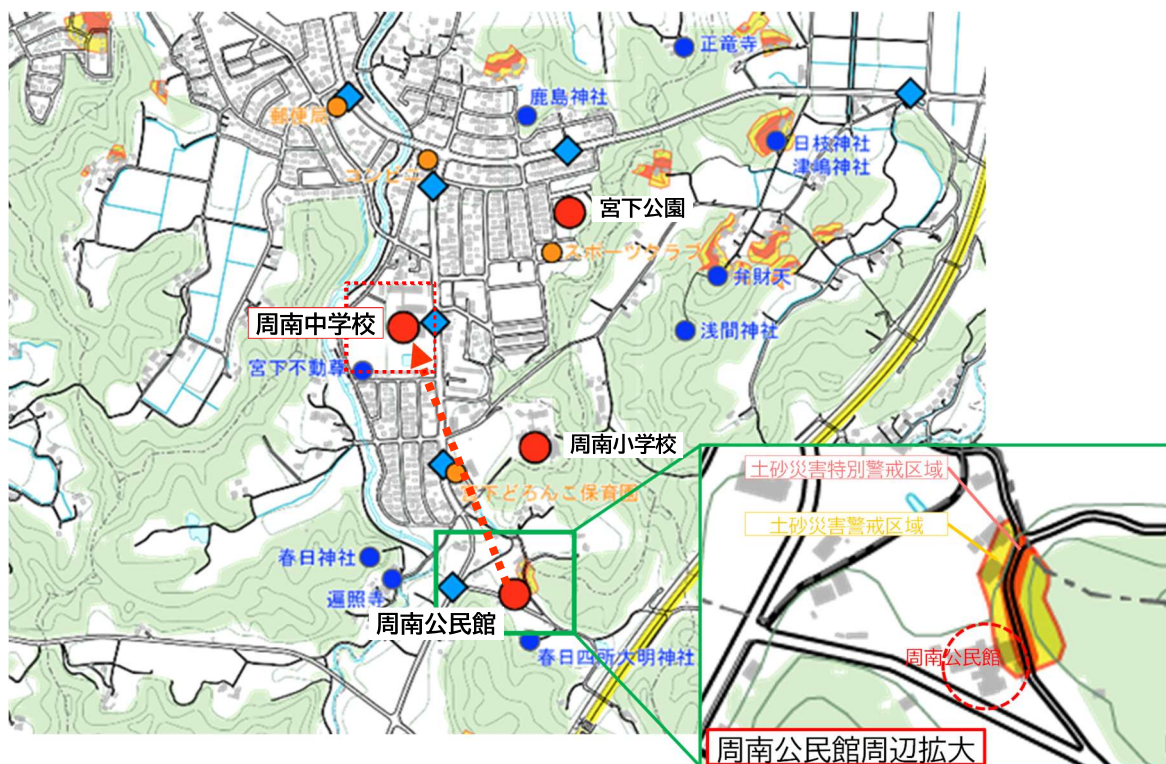 正竜寺
鹿島神社
郵便局
日枝神社
津嶋神社
コンビニ
宮下公園
スポーツクラブ
弁財天
周南中学校
浅間神社
宮下不動尊
周南小学校
土砂災害特別警戒区域
宮下どろんこ保育園
土砂災害警戒区域
春日神社
遍照寺
周南公民館
春日四所大明神社
周南公民館
周南公民館周辺拡大